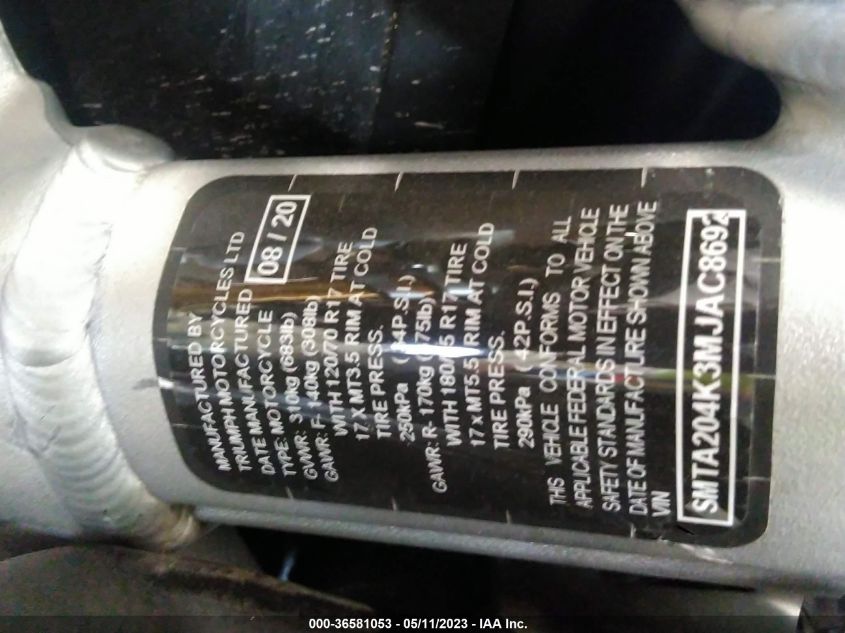 MANUFACTURED BY
TRIUMPH MOTORCYCLES LTD
DATE MANUFACTURED 08 / 20
TYPE: MOTORCYCLE
GVWR: 310kg (683lb)
GAWR: F- 140kg (308lb)
WITH 120/70 R17 TIRE
17 x MT3.5 RIM AT COLD
TIRE PRESS.
250kPa P.S.I.)
GAWR: R- 170kg
WITH R17 TIRE
17 x MT5.5 RIM AT COLD
TIRE PRESS.
290kPa ( 42P.S.I.)
THIS VEHICLE CONFORMS TO ALL
APPLICABLE FEDERAL MOTOR VEHICLE
SAFETY STANDARDS IN EFFECT ON THE
DATE OF MANUFACTURE SHOWN ABOVE
VIN
SMTA204K3MJAC8692
000-36581053 - 05/11/2023 - IAA Inc.